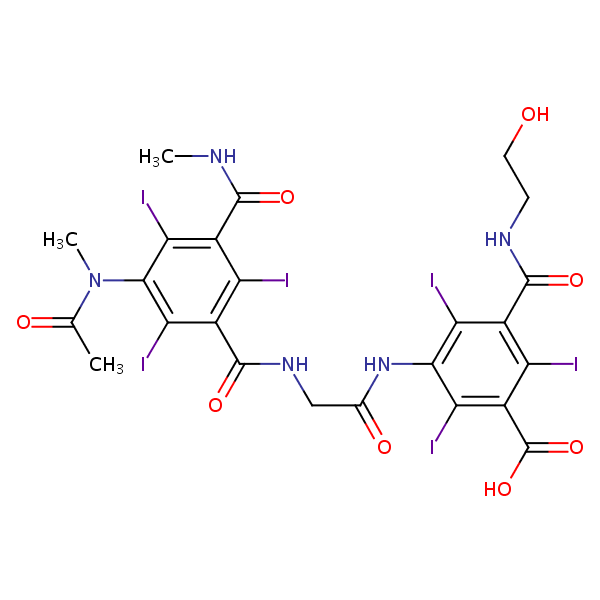 OH
H₃C NH
I O
H₃C HN
N I I O
O
CH₃ I NH HN I
O O I O
HO